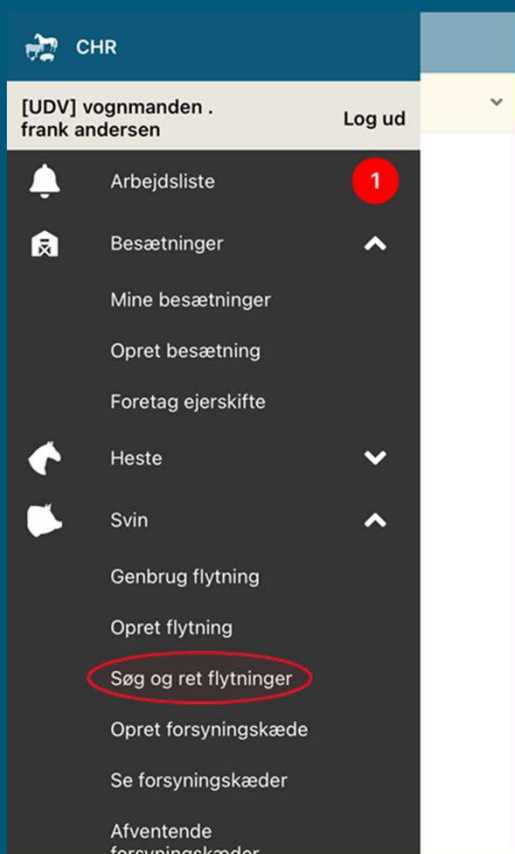 CHR
[UDV] vognmanden .
frank andersen
Log ud
Arbejdsliste
1
Besætninger
Mine besætninger
Opret besætning
Foretag ejerskifte
Heste
Svin
Genbrug flytning
Opret flytning
Søg og ret flytninger
Opret forsyningskæde
Se forsyningskæder
Afventende
forsyningskæder